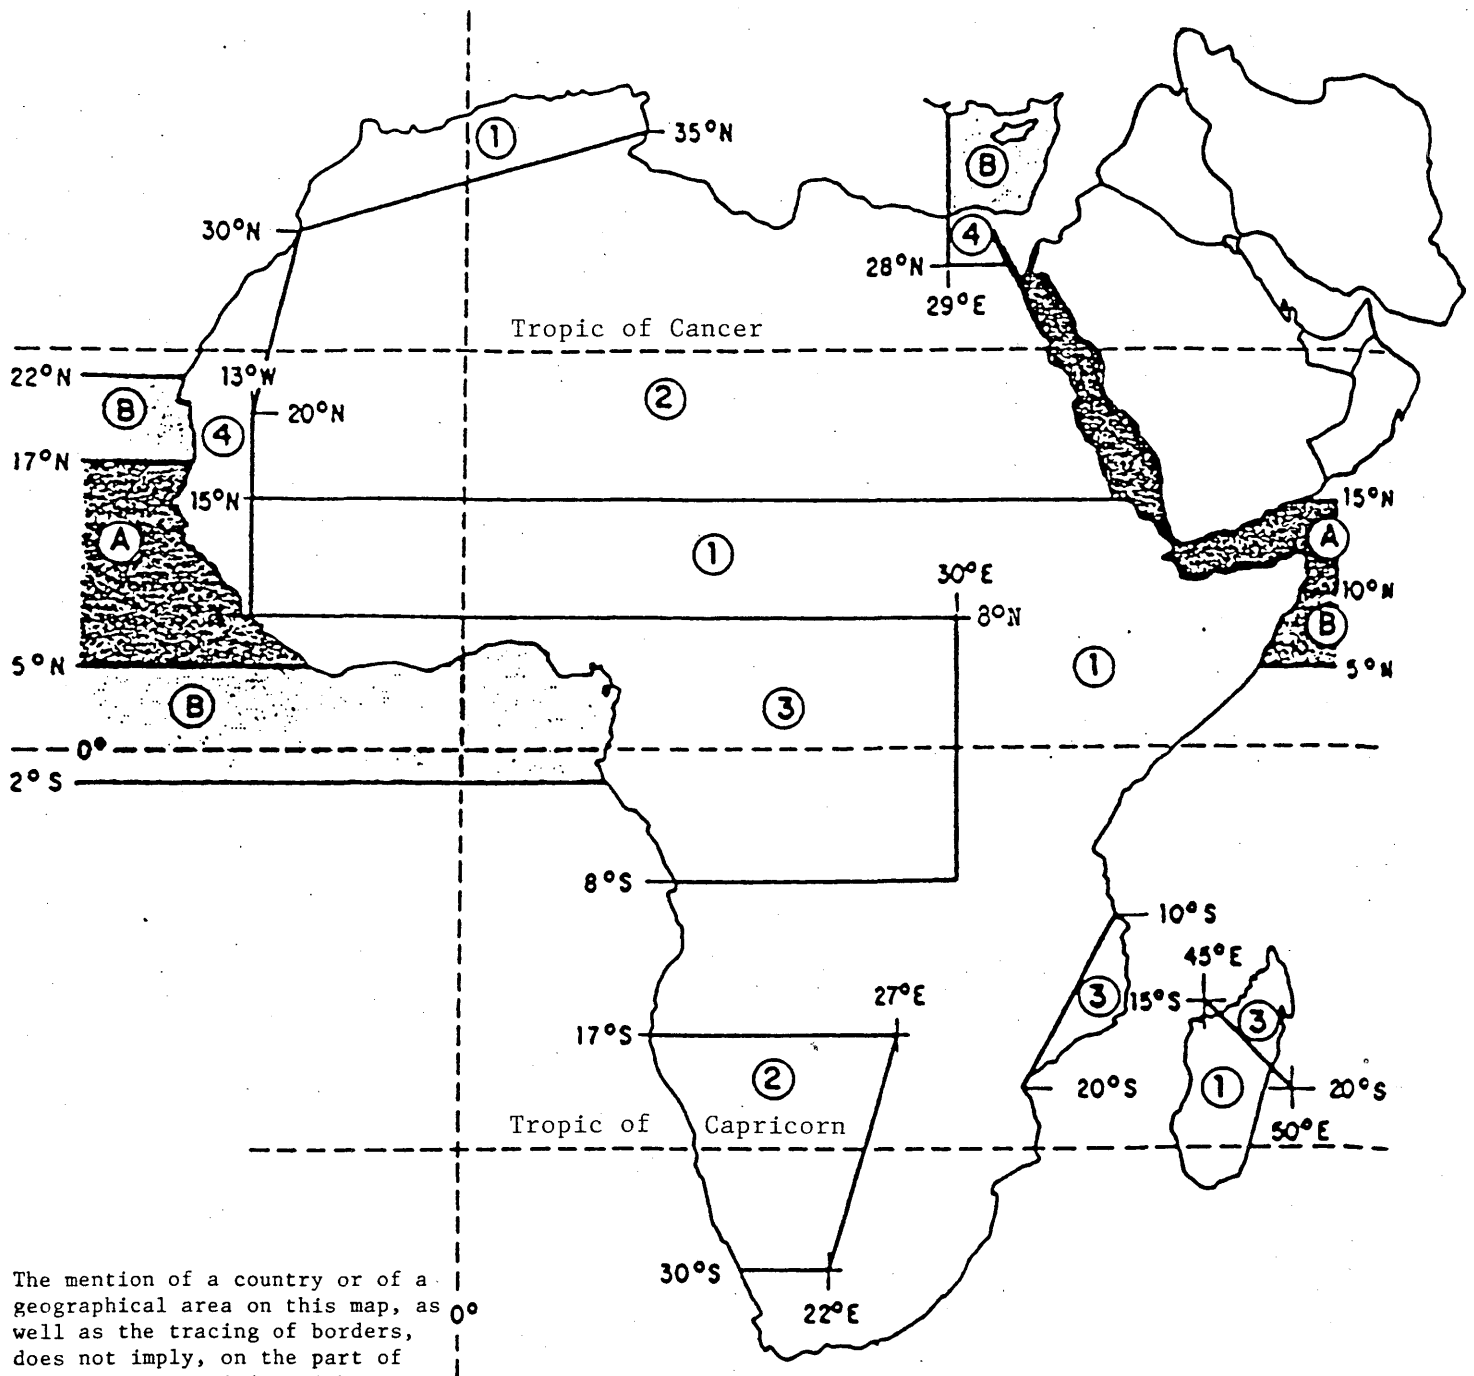 1
35°N
B
30°N
4
28°N
29°E
Tropic of Cancer
22°N
13°W
B
2
20°N
4
17°N
15°N
15°N
A
1
A
30°E
10°N
8°N
B
5°N
1
5°N
B
3
0°
2°S
8°S
10°S
45°E
27°E
3
15°S
3
17°S
2
1
20°S
20°S
Tropic of Capricorn
50°E
30°S
22°E
The mention of a country or of a
geographical area on this map, as
0°
well as the tracing of borders,
does not imply, on the part of